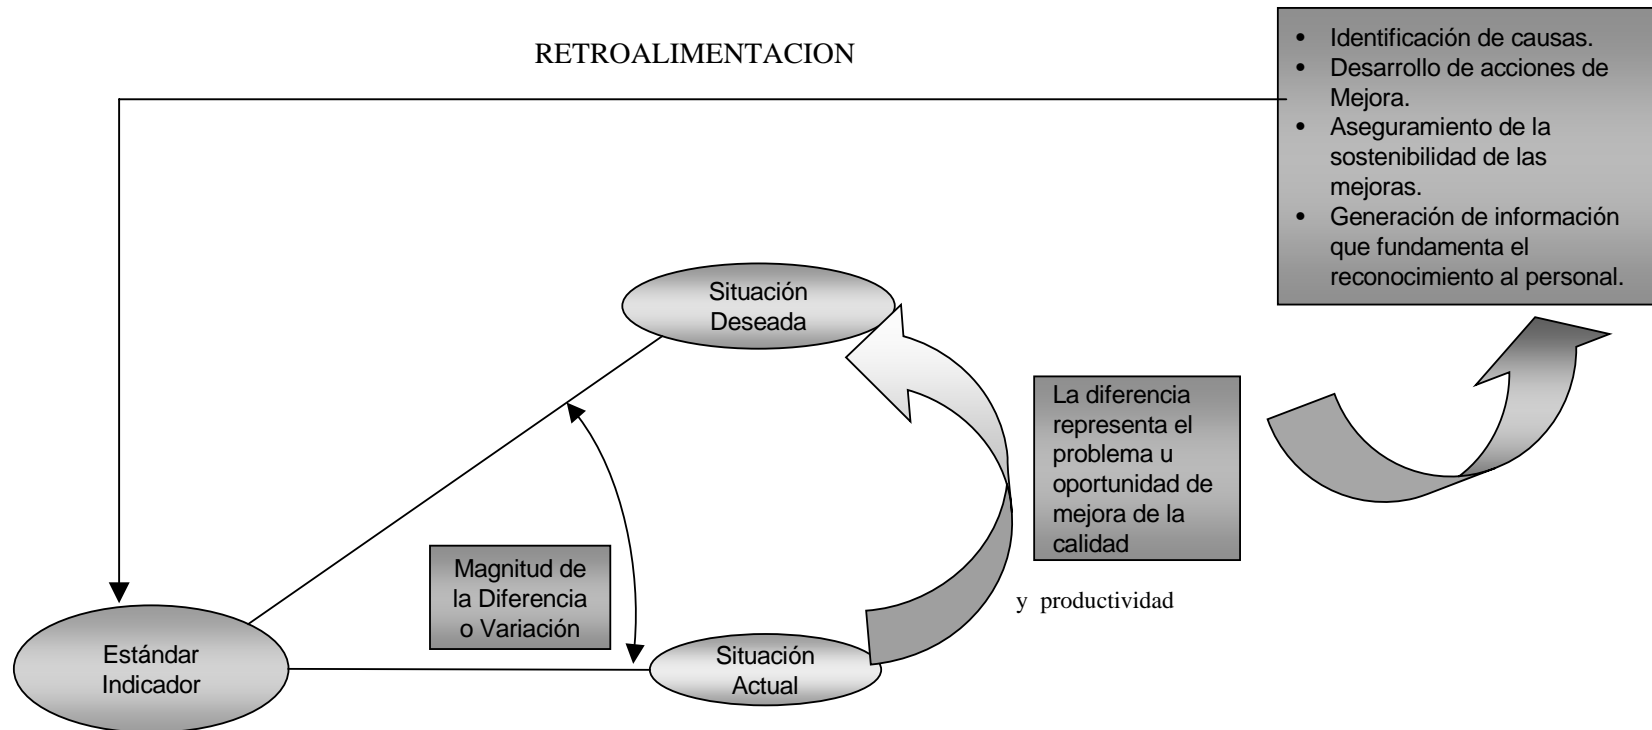 RETROALIMENTACION
• Identificación de causas.
• Desarrollo de acciones de
Mejora.
• Aseguramiento de la
sostenibilidad de las
mejoras.
• Generación de información
que fundamenta el
reconocimiento al personal.
Situación
Deseada
La diferencia
representa el
problema u
oportunidad de
mejora de la
calidad
y productividad
Magnitud de
la Diferencia
o Variación
Estándar
Indicador
Situación
Actual